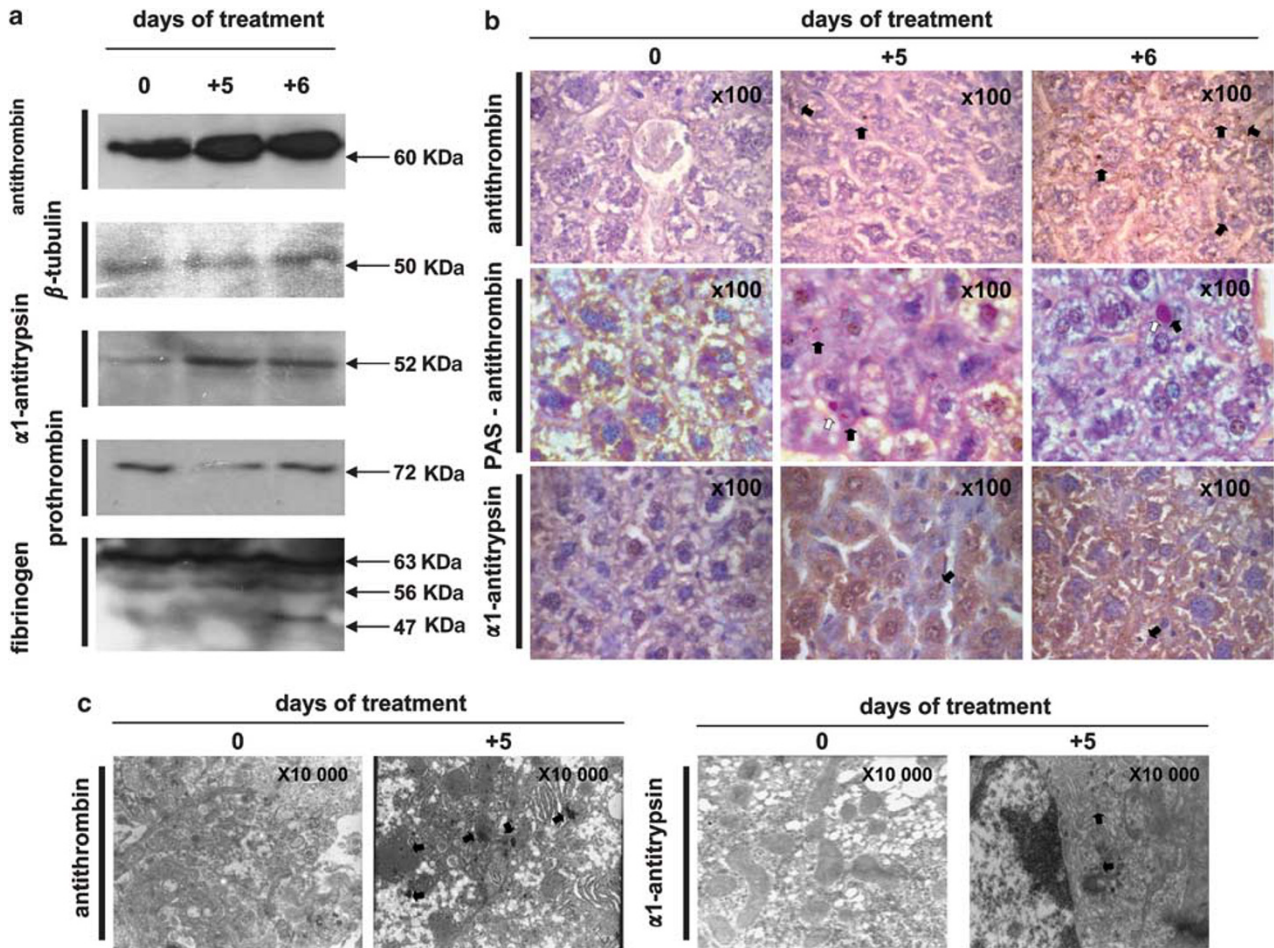 a
days of treatment
0 +5 +6
antithrombin
60 KDa
β-tubulin
50 KDa
α1-antitrypsin
52 KDa
prothrombin
72 KDa
fibrinogen
63 KDa
56 KDa
47 KDa
b
days of treatment
0 +5 +6
antithrombin
x100 x100 x100
PAS - antithrombin
x100 x100 x100
α1-antitrypsin
x100 x100 x100
c
days of treatment
0 +5
antithrombin
X10 000 X10 000
days of treatment
0 +5
α1-antitrypsin
X10 000 X10 000